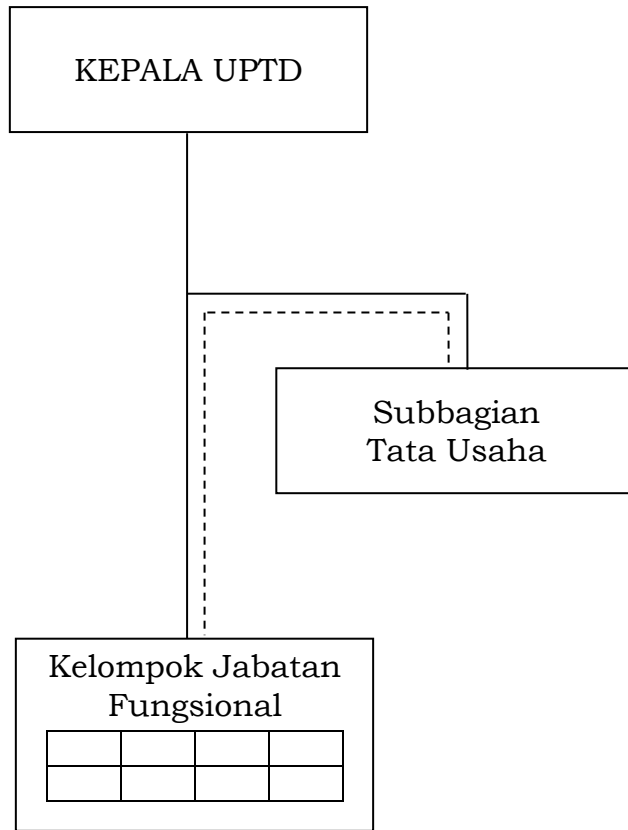 KEPALA UPTD
Subbagian
Tata Usaha
Kelompok Jabatan
Fungsional